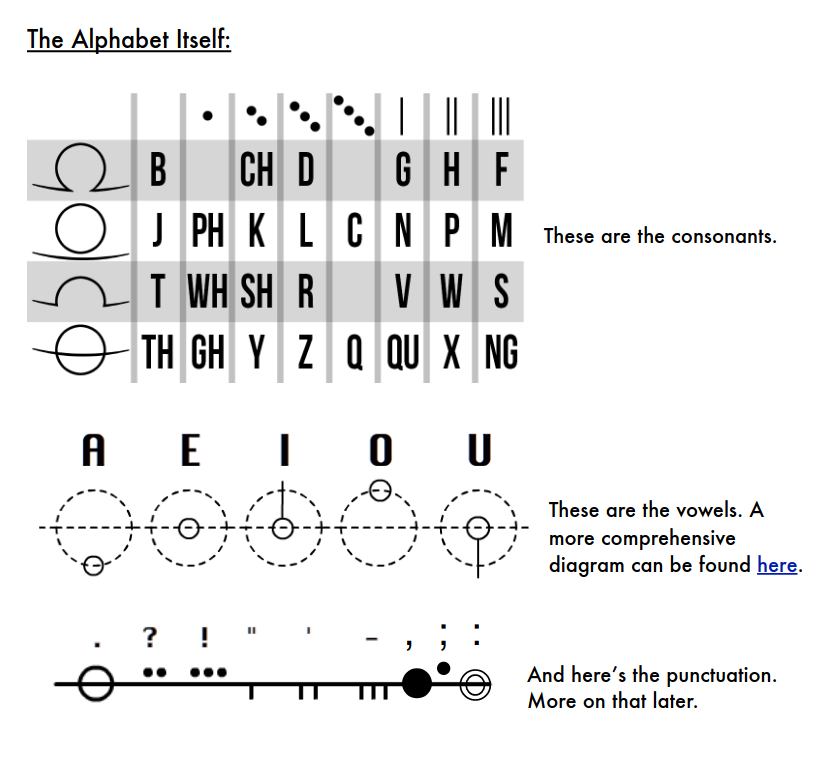 The Alphabet Itself:
B CH D G H F
J PH K L C N P M
These are the consonants.
T WH SH R V W S
TH GH Y Z Q QU X NG
A E I O U
These are the vowels. A
more comprehensive
diagram can be found here.
. ? ! " ' - , ; :
And here's the punctuation.
More on that later.